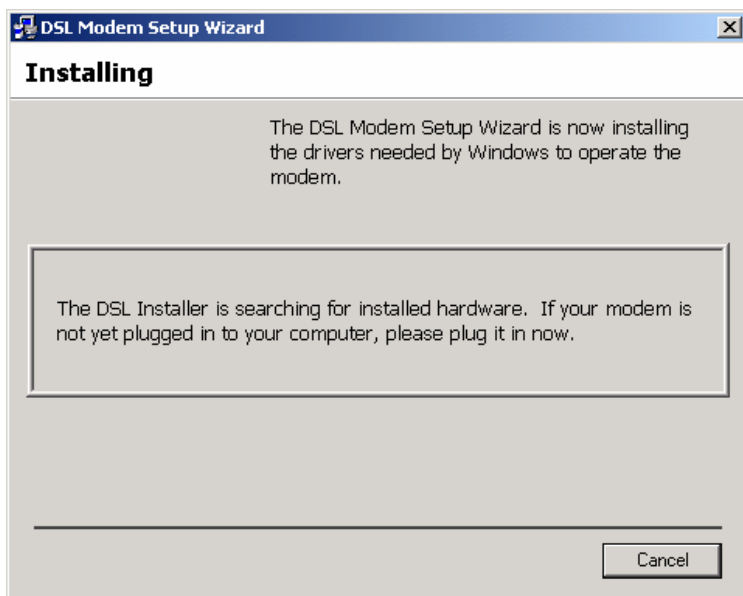 DSL Modem Setup Wizard
Installing
The DSL Modem Setup Wizard is now installing
the drivers needed by Windows to operate the
modem.
The DSL Installer is searching for installed hardware.  If your modem is
not yet plugged in to your computer, please plug it in now.
Cancel